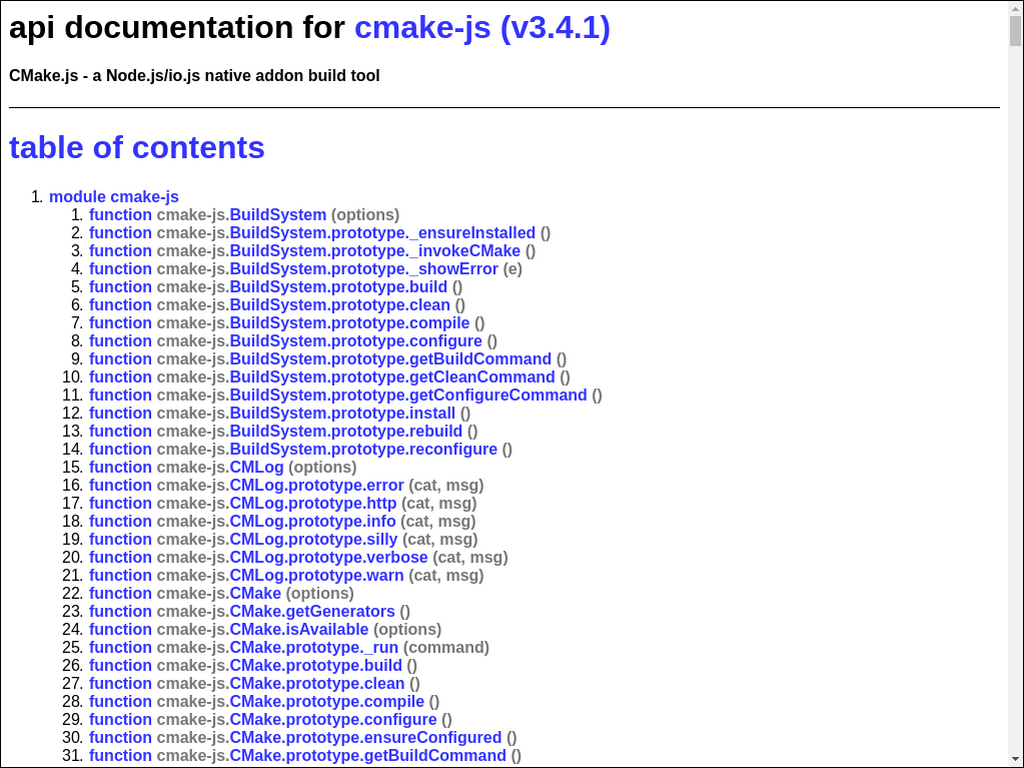 api documentation for cmake-js (v3.4.1)
CMake.js - a Node.js/io.js native addon build tool
table of contents
1. module cmake-js
1. function cmake-js.BuildSystem (options)
2. function cmake-js.BuildSystem.prototype._ensureInstalled ()
3. function cmake-js.BuildSystem.prototype._invokeCMake ()
4. function cmake-js.BuildSystem.prototype._showError (e)
5. function cmake-js.BuildSystem.prototype.build ()
6. function cmake-js.BuildSystem.prototype.clean ()
7. function cmake-js.BuildSystem.prototype.compile ()
8. function cmake-js.BuildSystem.prototype.configure ()
9. function cmake-js.BuildSystem.prototype.getBuildCommand ()
10. function cmake-js.BuildSystem.prototype.getCleanCommand ()
11. function cmake-js.BuildSystem.prototype.getConfigureCommand ()
12. function cmake-js.BuildSystem.prototype.install ()
13. function cmake-js.BuildSystem.prototype.rebuild ()
14. function cmake-js.BuildSystem.prototype.reconfigure ()
15. function cmake-js.CMLog (options)
16. function cmake-js.CMLog.prototype.error (cat, msg)
17. function cmake-js.CMLog.prototype.http (cat, msg)
18. function cmake-js.CMLog.prototype.info (cat, msg)
19. function cmake-js.CMLog.prototype.silly (cat, msg)
20. function cmake-js.CMLog.prototype.verbose (cat, msg)
21. function cmake-js.CMLog.prototype.warn (cat, msg)
22. function cmake-js.CMake (options)
23. function cmake-js.CMake.getGenerators ()
24. function cmake-js.CMake.isAvailable (options)
25. function cmake-js.CMake.prototype._run (command)
26. function cmake-js.CMake.prototype.build ()
27. function cmake-js.CMake.prototype.clean ()
28. function cmake-js.CMake.prototype.compile ()
29. function cmake-js.CMake.prototype.configure ()
30. function cmake-js.CMake.prototype.ensureConfigured ()
31. function cmake-js.CMake.prototype.getBuildCommand ()